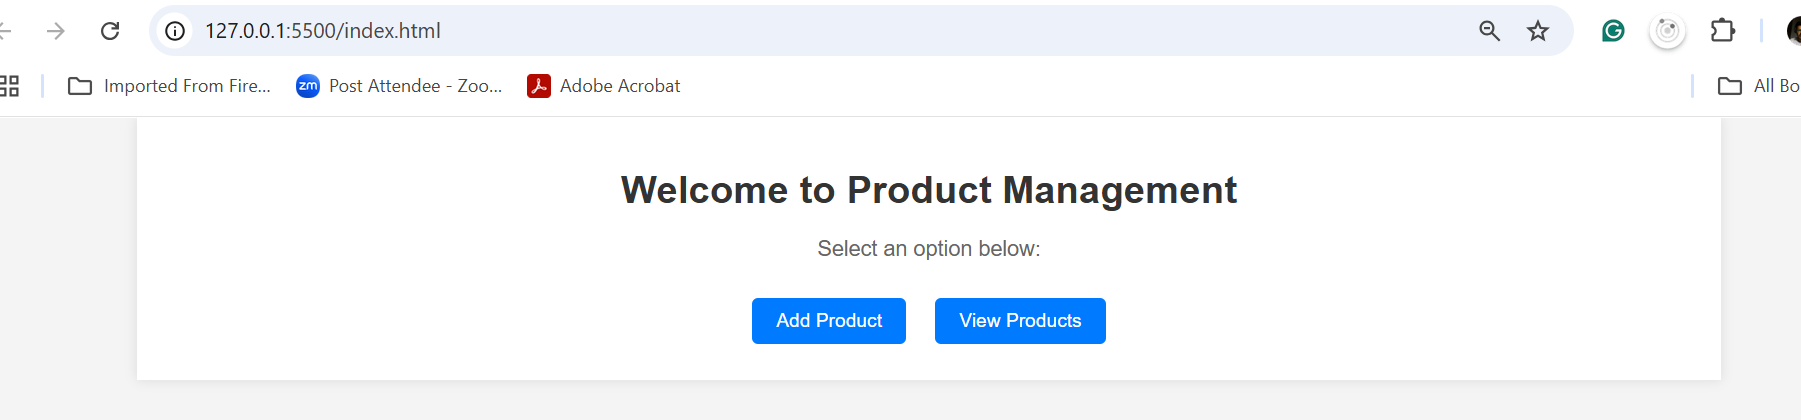 127.0.0.1:5500/index.html
Imported From Fire... zm Post Attendee - Zoo... Adobe Acrobat All Bo
Welcome to Product Management
Select an option below:
Add Product View Products